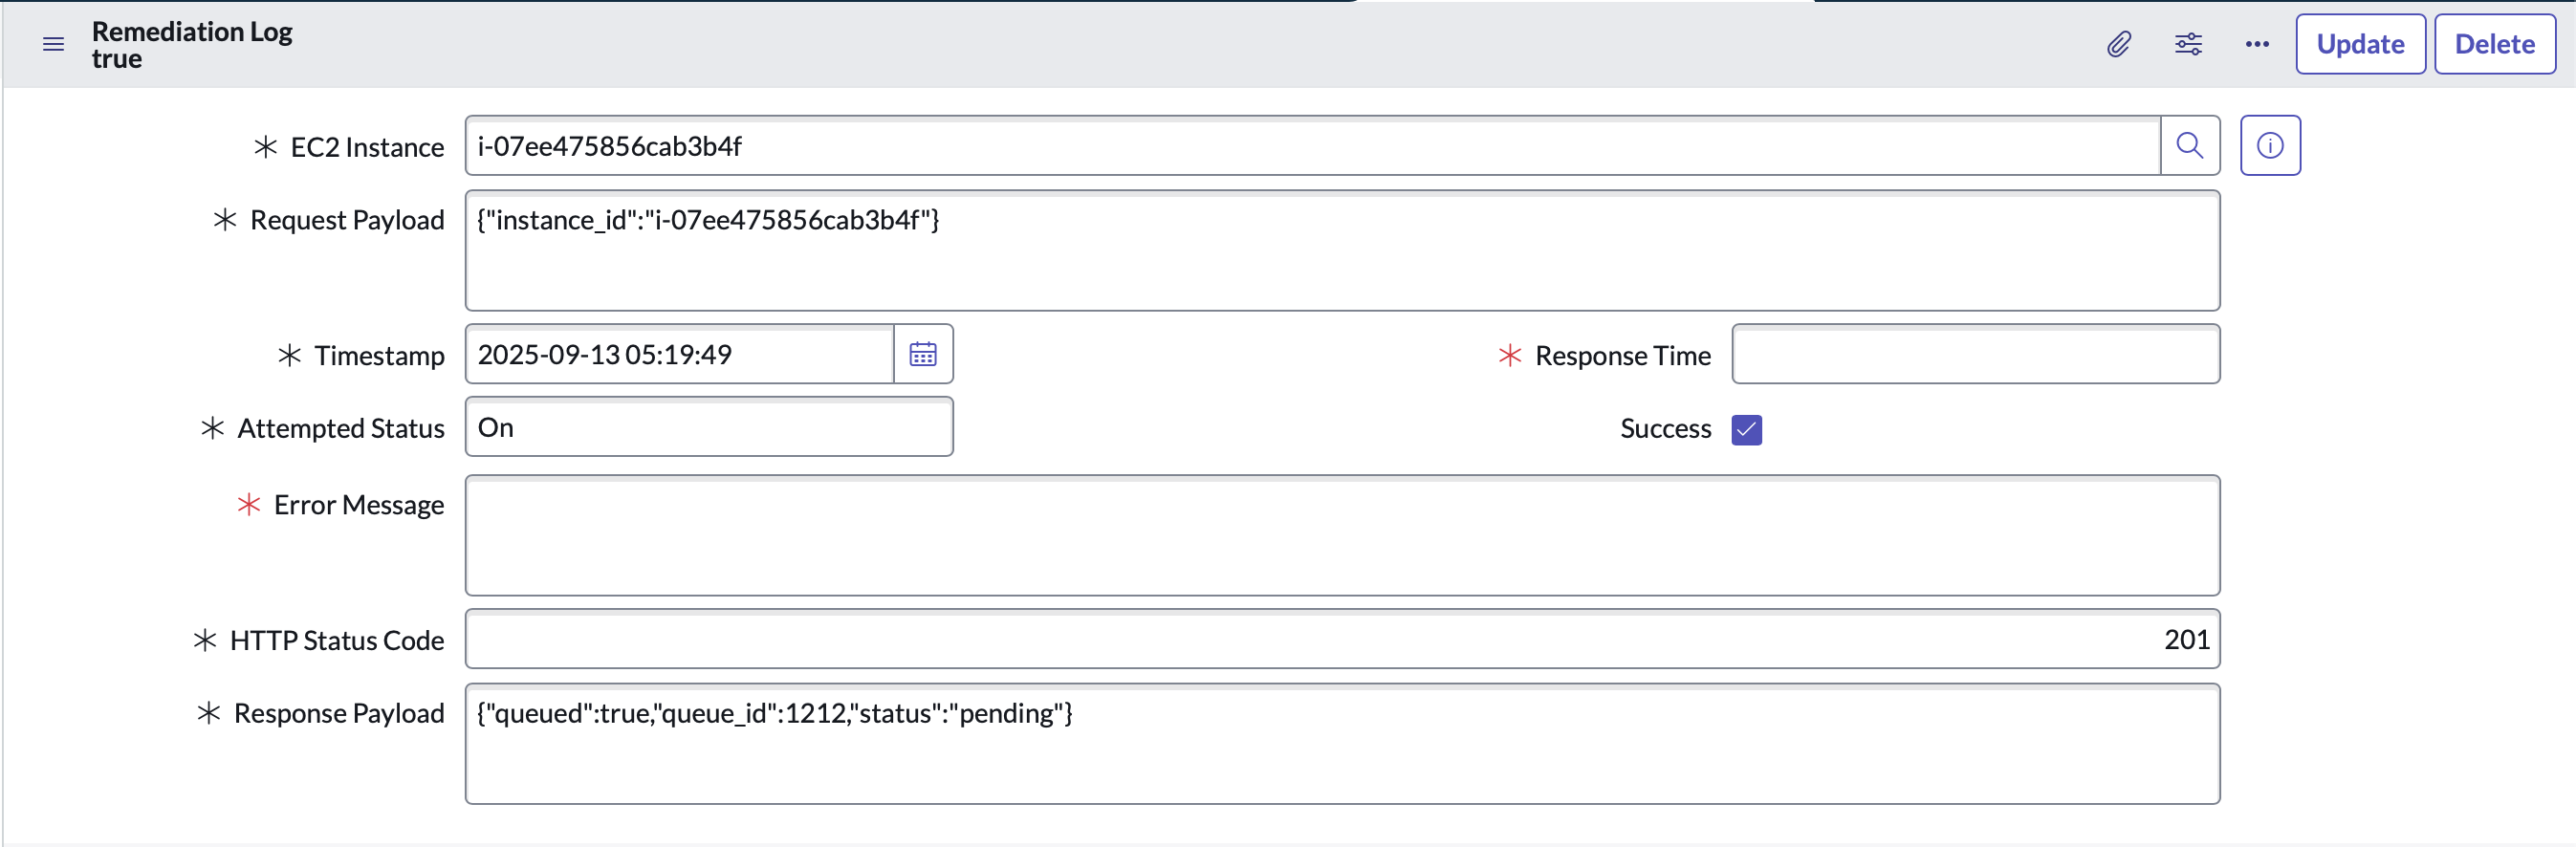 Remediation Log
true
Update
Delete
* EC2 Instance
i-07ee475856cab3b4f
* Request Payload
{"instance_id":"i-07ee475856cab3b4f"}
* Timestamp
2025-09-13 05:19:49
* Response Time
* Attempted Status
On
Success
* Error Message
* HTTP Status Code
201
* Response Payload
{"queued":true,"queue_id":1212,"status":"pending"}